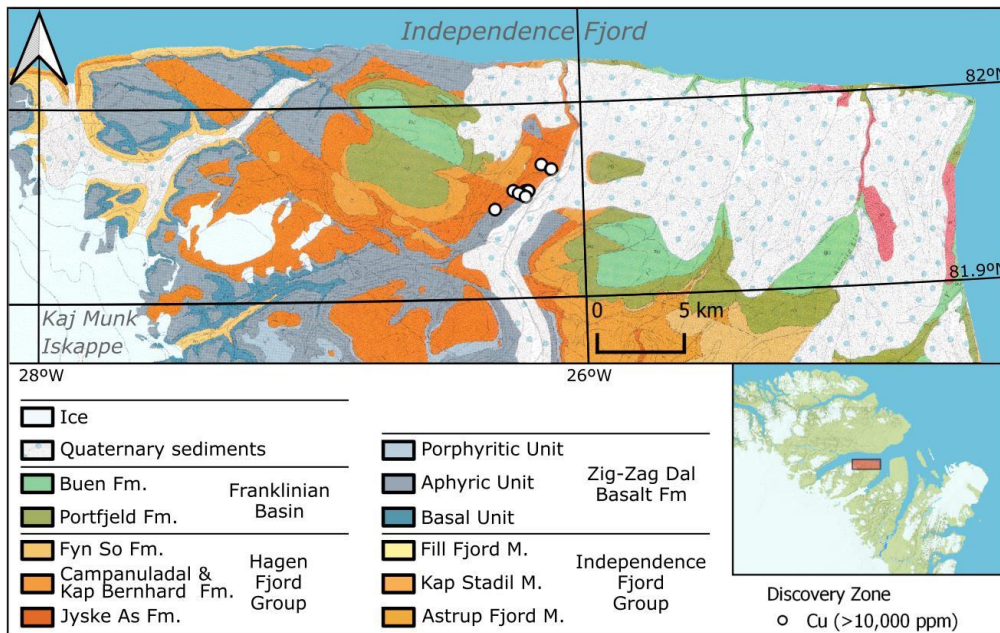 Independence Fjord
82º
81.9ºN
0 5 km
Kaj Munk
Iskappe
28ºW
26ºW
Ice
Quaternary sediments
Buen Fm.
Portfjeld Fm.
Franklinian
Basin
Fyn So Fm.
Campanuladal &
Kap Bernhard Fm.
Jyske As Fm.
Hagen
Fjord
Group
Porphyritic Unit
Aphyric Unit
Basal Unit
Zig-Zag Dal
Basalt Fm
Fill Fjord M.
Kap Stadil M.
Astrup Fjord M.
Independence
Fjord
Group
Discovery Zone
Cu (>10,000 ppm)